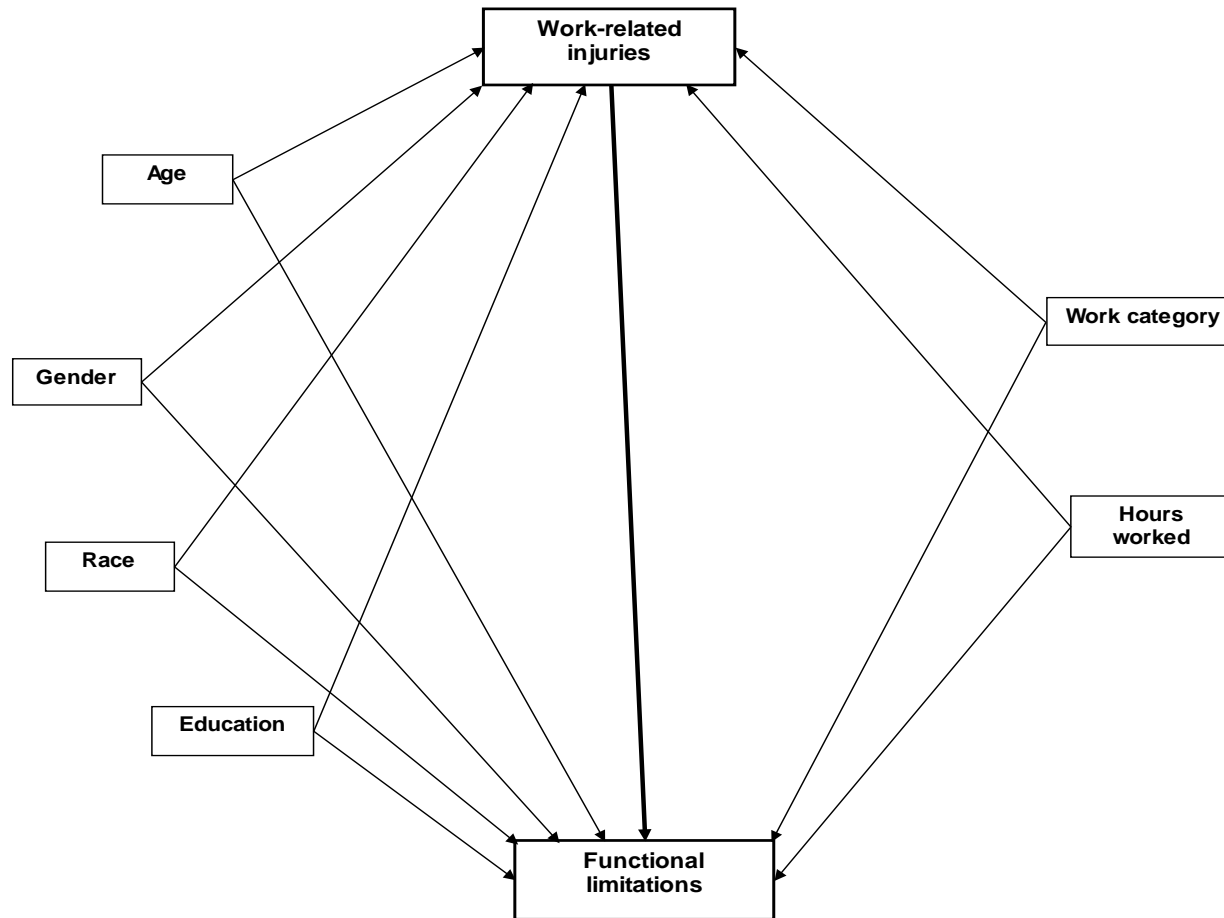 Work-related
injuries
Age
Work category
Gender
Hours
worked
Race
Education
Functional
limitations